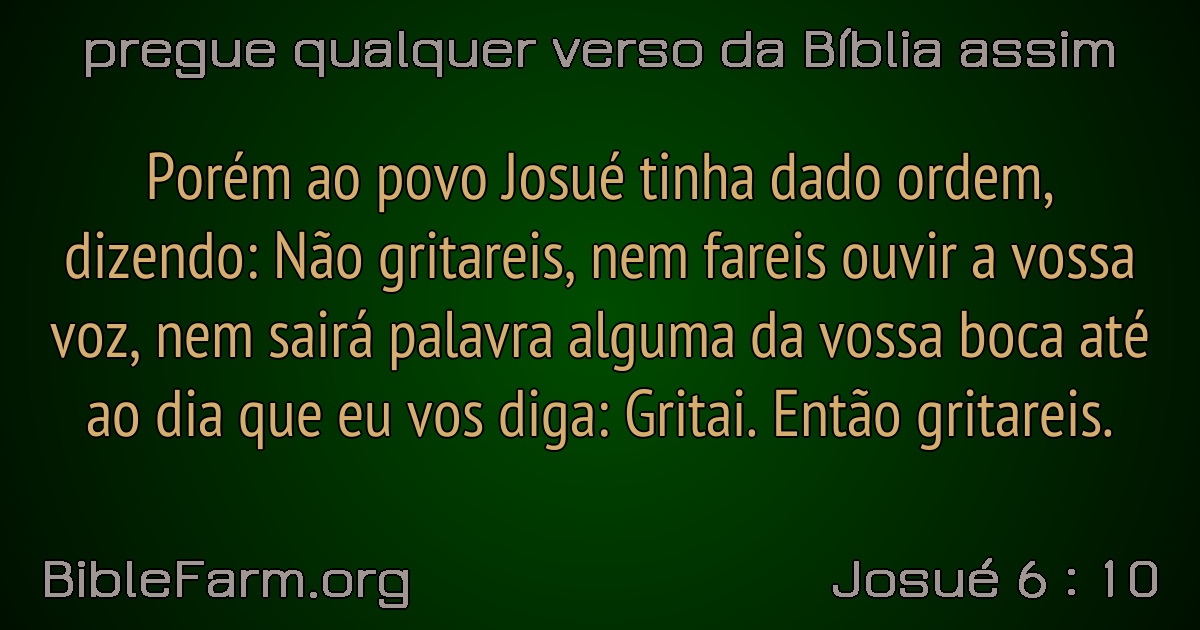 pregue qualquer verso da Bíblia assim
Porém ao povo Josué tinha dado ordem,
dizendo: Não gritareis, nem fareis ouvir a vossa
voz, nem sairá palavra alguma da vossa boca até
ao dia que eu vos diga: Gritai. Então gritareis.
BibleFarm.org
Josué 6 : 10